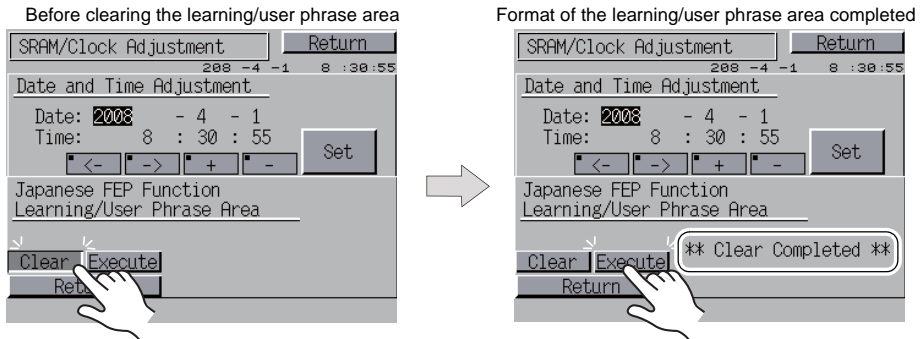 Before clearing the learning/user phrase area
SRAM/Clock Adjustment Return
208 -4 -1 8 :30:55
Date and Time Adjustment
Date: 2008 - 4 - 1
Time: 8 : 30 : 55
<- -> + - Set
Japanese FEP Function
Learning/User Phrase Area
Clear Execute
Format of the learning/user phrase area completed
SRAM/Clock Adjustment Return
208 -4 -1 8 :30:55
Date and Time Adjustment
Date: 2008 - 4 - 1
Time: 8 : 30 : 55
<- -> + - Set
Japanese FEP Function
Learning/User Phrase Area
** Clear Completed **
Clear Execute
Return